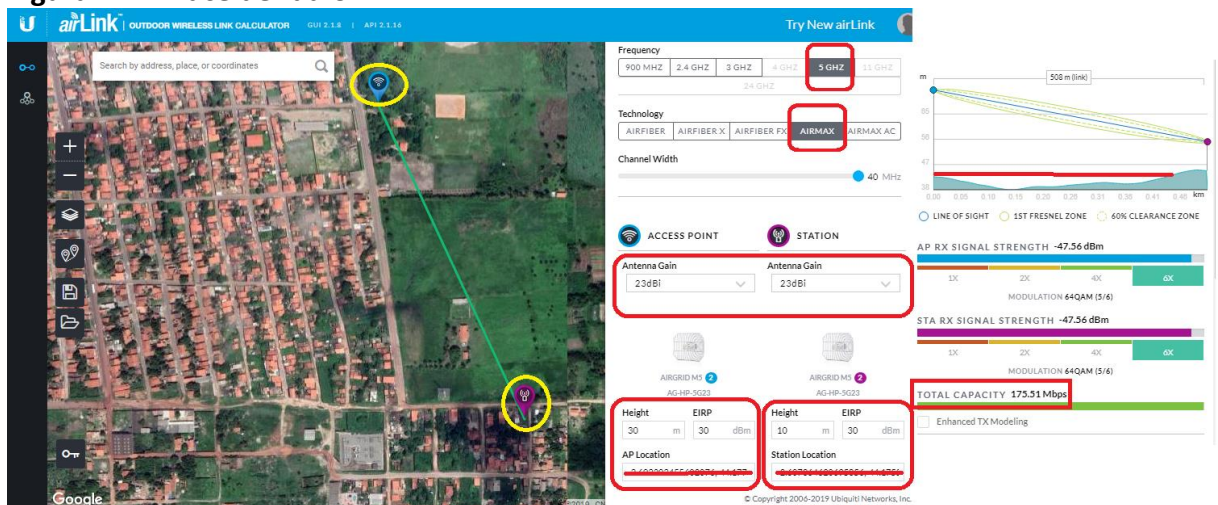 airLink OUTDOOR WIRELESS LINK CALCULATOR GUI 2.1.8 | API 2.1.16 Try New airLink
Search by address, place, or coordinates
Google
Frequency
900 MHZ 2.4 GHZ 3 GHZ 4 GHZ 5 GHZ 11 GHZ
24 GHZ
Technology
AIRFIBER AIRFIBER X AIRFIBER FX AIRMAX AIRMAX AC
Channel Width
40 MHz
ACCESS POINT STATION
Antenna Gain Antenna Gain
23dBi 23dBi
AIRGRID M5 2 AIRGRID M5 2
AG-HP-5G23 AG-HP-5G23
Height EIRP Height EIRP
30 m 30 dBm 10 m 30 dBm
AP Location Station Location
© Copyright 2006-2019 Ubiquiti Networks, Inc.
m
508 m (link)
65
56
47
38
0.00 0.05 0.10 0.15 0.20 0.26 0.31 0.36 0.41 0.46 km
LINE OF SIGHT 1ST FRESNEL ZONE 60% CLEARANCE ZONE
AP RX SIGNAL STRENGTH -47.56 dBm
1X 2X 4X 6X
MODULATION 64QAM (5/6)
STA RX SIGNAL STRENGTH -47.56 dBm
1X 2X 4X 6X
MODULATION 64QAM (5/6)
TOTAL CAPACITY 175.51 Mbps
Enhanced TX Modeling